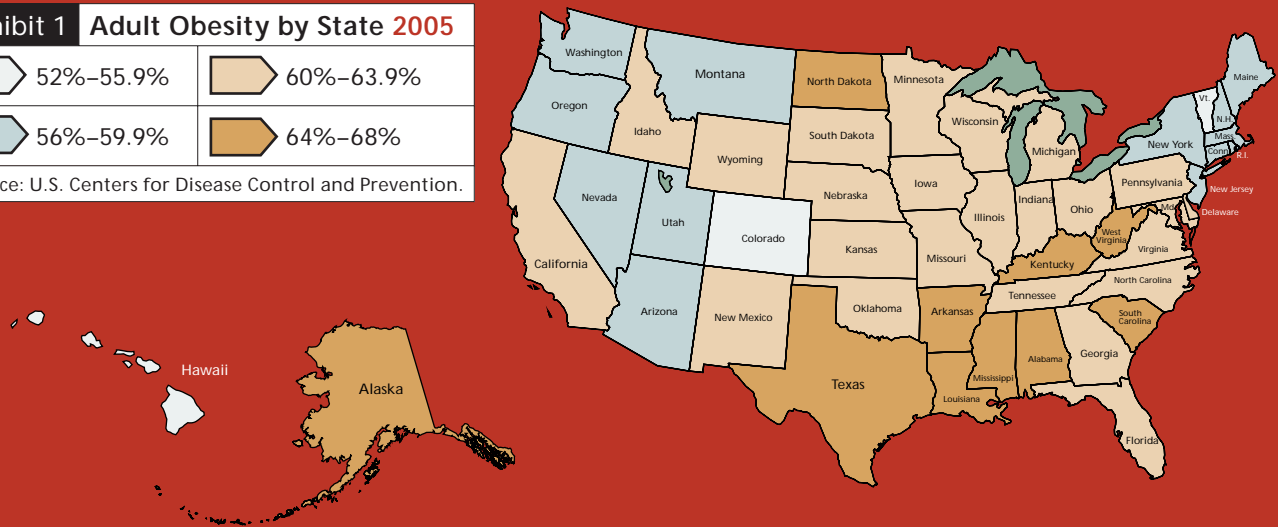 hibit 1 Adult Obesity by State 2005
52%–55.9% 60%–63.9%
56%–59.9% 64%–68%
ce: U.S. Centers for Disease Control and Prevention.
Washington
Montana
North Dakota
Minnesota
Maine
Oregon
Idaho
Wyoming
South Dakota
Wisconsin
Michigan
New York
Vt.
N.H.
Mass.
Conn.
R.I.
Nevada
Utah
Colorado
Nebraska
Iowa
Illinois
Indiana
Ohio
Pennsylvania
New Jersey
Md.
Delaware
California
Kansas
Missouri
Kentucky
West
Virginia
Virginia
Arizona
New Mexico
Oklahoma
Arkansas
Tennessee
North Carolina
South
Carolina
Texas
Louisiana
Mississippi
Alabama
Georgia
Florida
Hawaii
Alaska